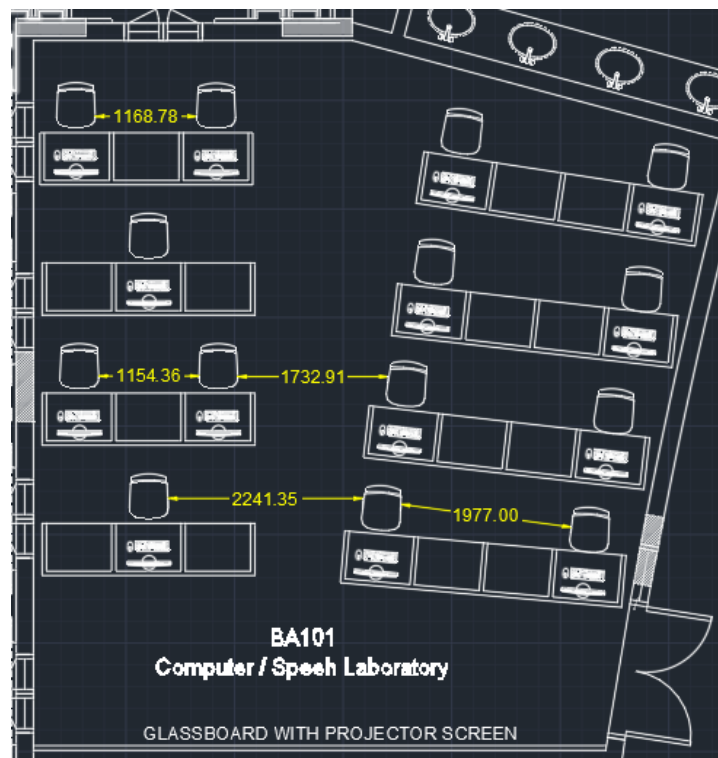 1168.78
1154.36
1732.91
2241.35
1977.00
BA101
Computer / Speeh Laboratory
GLASSBOARD WITH PROJECTOR SCREEN